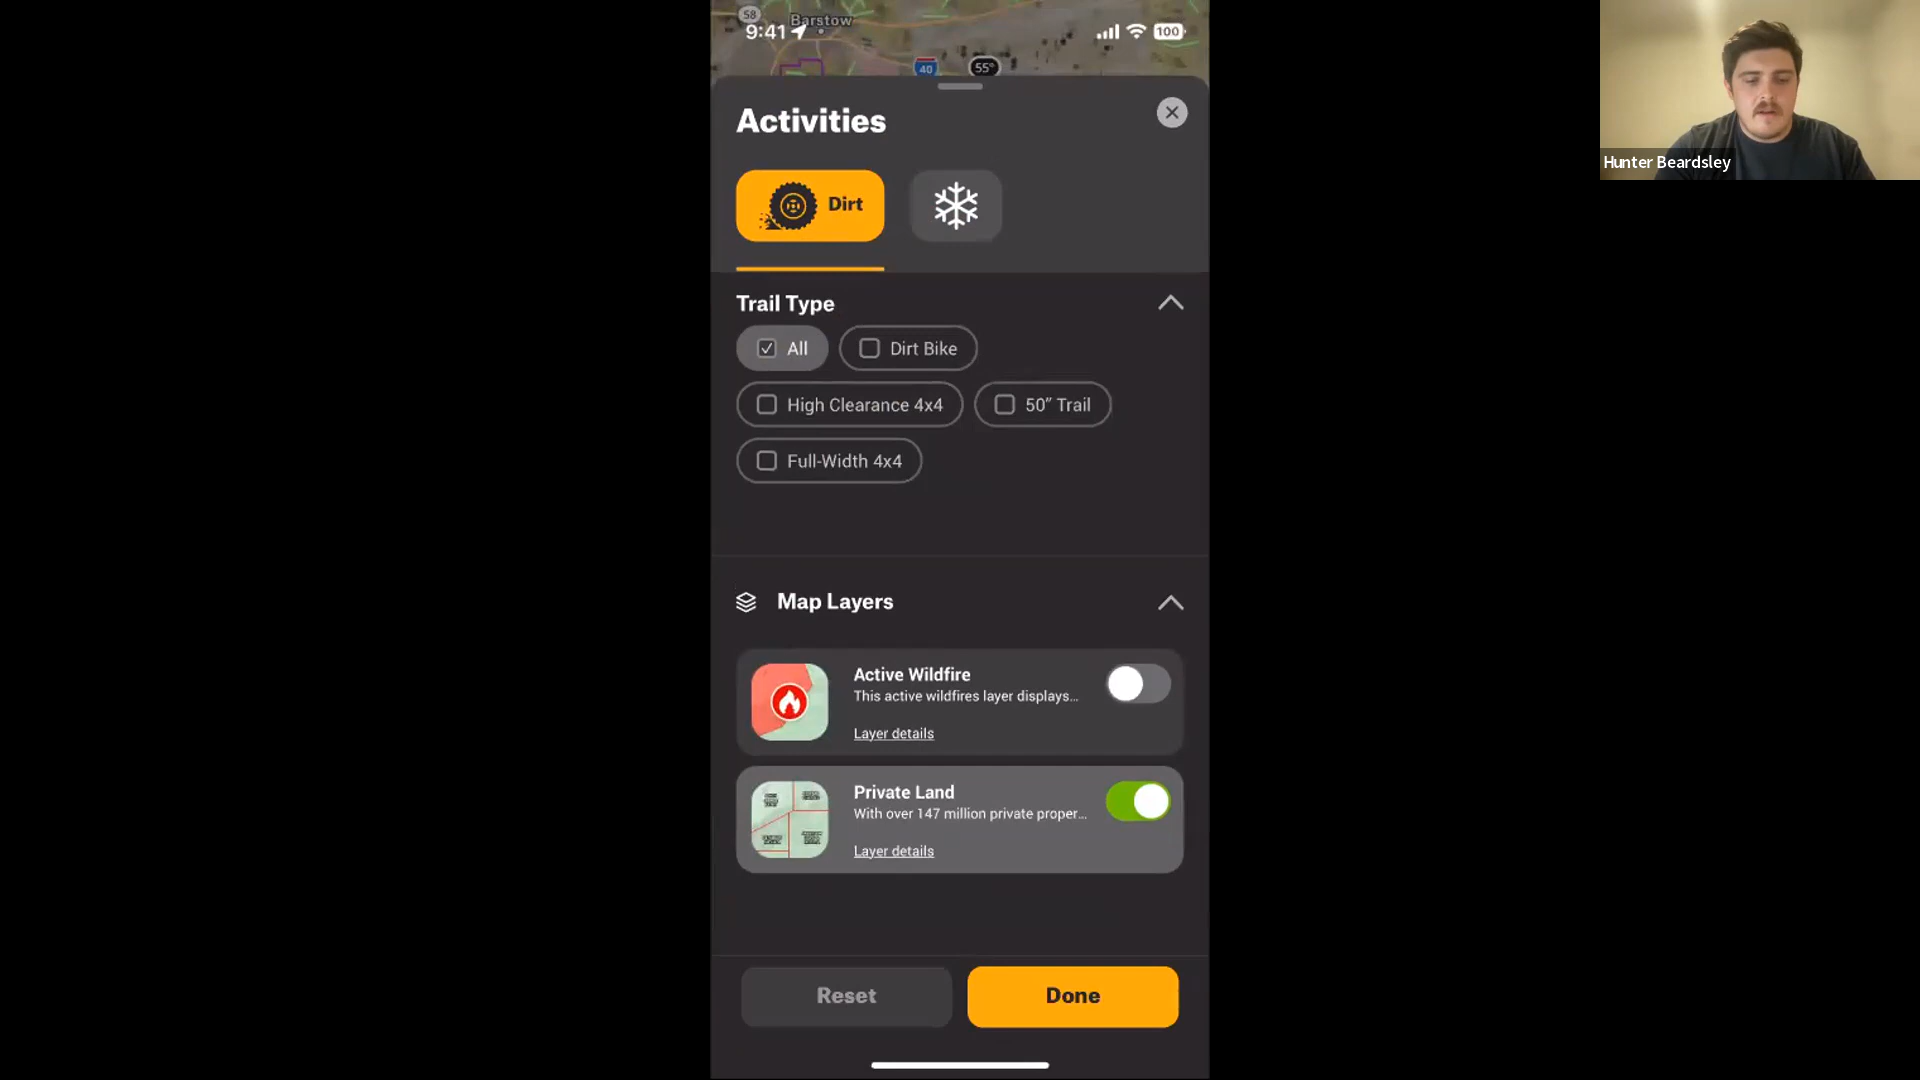 58
Barstow
9:41
100
40
55°
Activities
Dirt
Trail Type
All
Dirt Bike
High Clearance 4x4
50″ Trail
Full-Width 4x4
Map Layers
Active Wildfire
This active wildfires layer displays...
Layer details
Private Land
With over 147 million private proper...
Layer details
Reset
Done
Hunter Beardsley